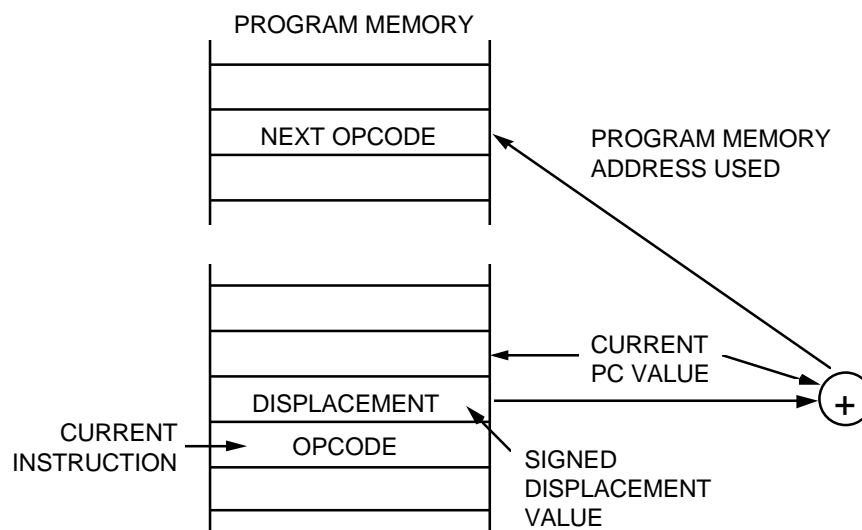 PROGRAM MEMORY
NEXT OPCODE
PROGRAM MEMORY
ADDRESS USED
CURRENT
PC VALUE
DISPLACEMENT
+
CURRENT
INSTRUCTION
OPCODE
SIGNED
DISPLACEMENT
VALUE